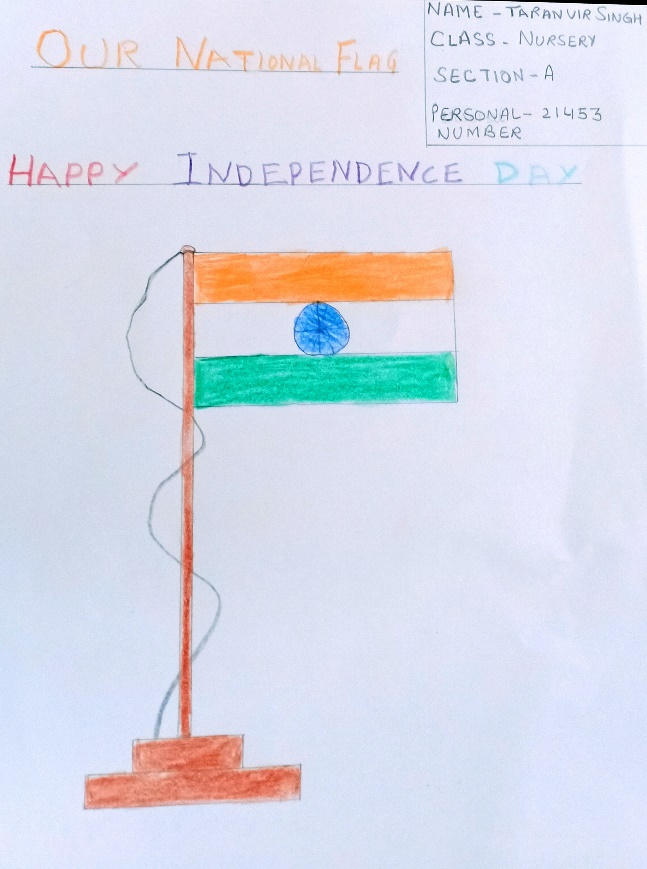 OUR NATIONAL FLAG
NAME - TARANVIR SINGH
CLASS - NURSERY
SECTION - A
PERSONAL - 21453
NUMBER
HAPPY INDEPENDENCE DAY